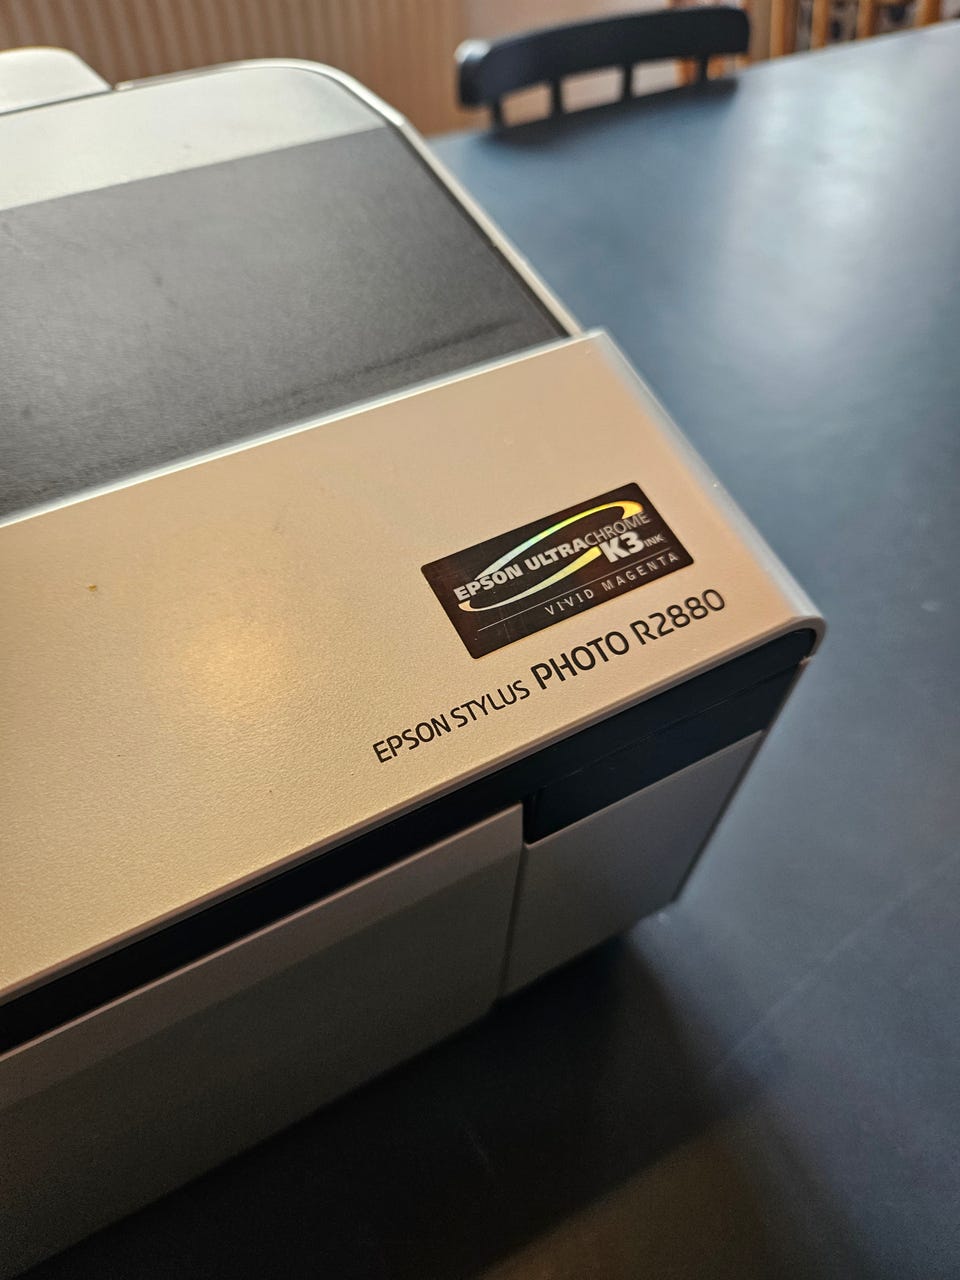 EPSON ULTRACHROME
K3 INK
VIVID MAGENTA
EPSON STYLUS PHOTO R2880